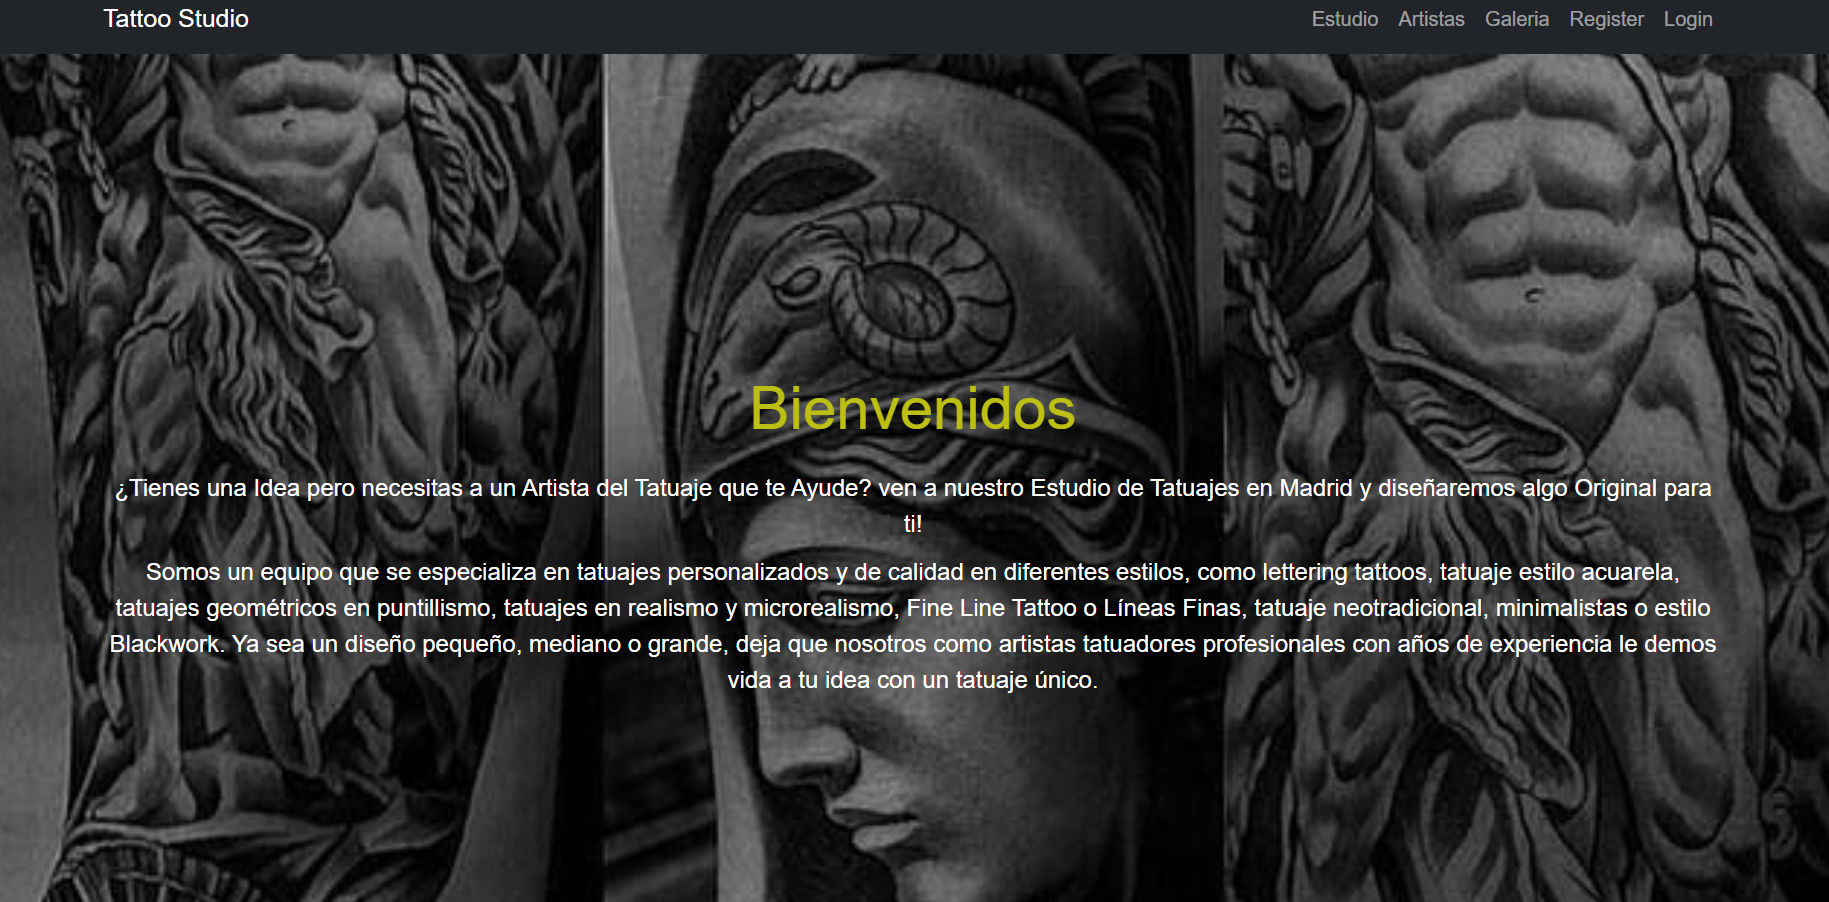 Tattoo Studio
Estudio Artistas Galeria Register Login
Bienvenidos
¿Tienes una Idea pero necesitas a un Artista del Tatuaje que te Ayude? ven a nuestro Estudio de Tatuajes en Madrid y diseñaremos algo Original para
ti!
Somos un equipo que se especializa en tatuajes personalizados y de calidad en diferentes estilos, como lettering tattoos, tatuaje estilo acuarela,
tatuajes geométricos en puntillismo, tatuajes en realismo y microrealismo, Fine Line Tattoo o Líneas Finas, tatuaje neotradicional, minimalistas o estilo
Blackwork. Ya sea un diseño pequeño, mediano o grande, deja que nosotros como artistas tatuadores profesionales con años de experiencia le demos
vida a tu idea con un tatuaje único.